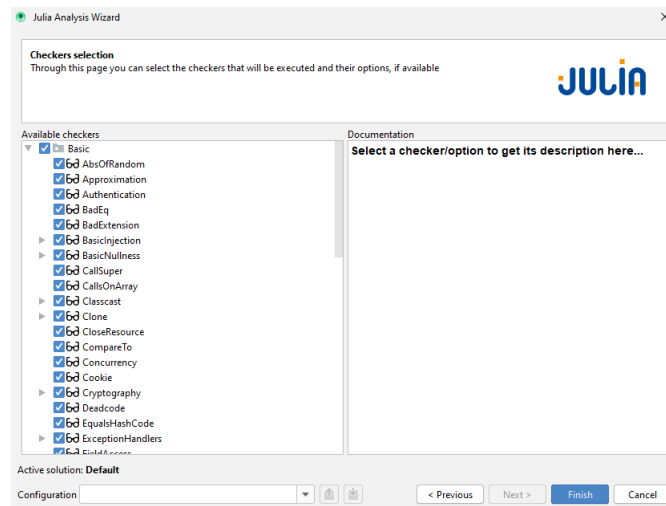 Julia Analysis Wizard
Checkers selection
Through this page you can select the checkers that will be executed and their options, if available
JULIA
Available checkers
Documentation
Basic
AbsOfRandom
Approximation
Authentication
BadEq
BadExtension
BasicInjection
BasicNullness
CallSuper
CallsOnArray
Classcast
Clone
CloseResource
CompareTo
Concurrency
Cookie
Cryptography
Deadcode
EqualsHashCode
ExceptionHandlers
FieldAccess
Select a checker/option to get its description here...
Active solution: Default
Configuration
< Previous
Next >
Finish
Cancel